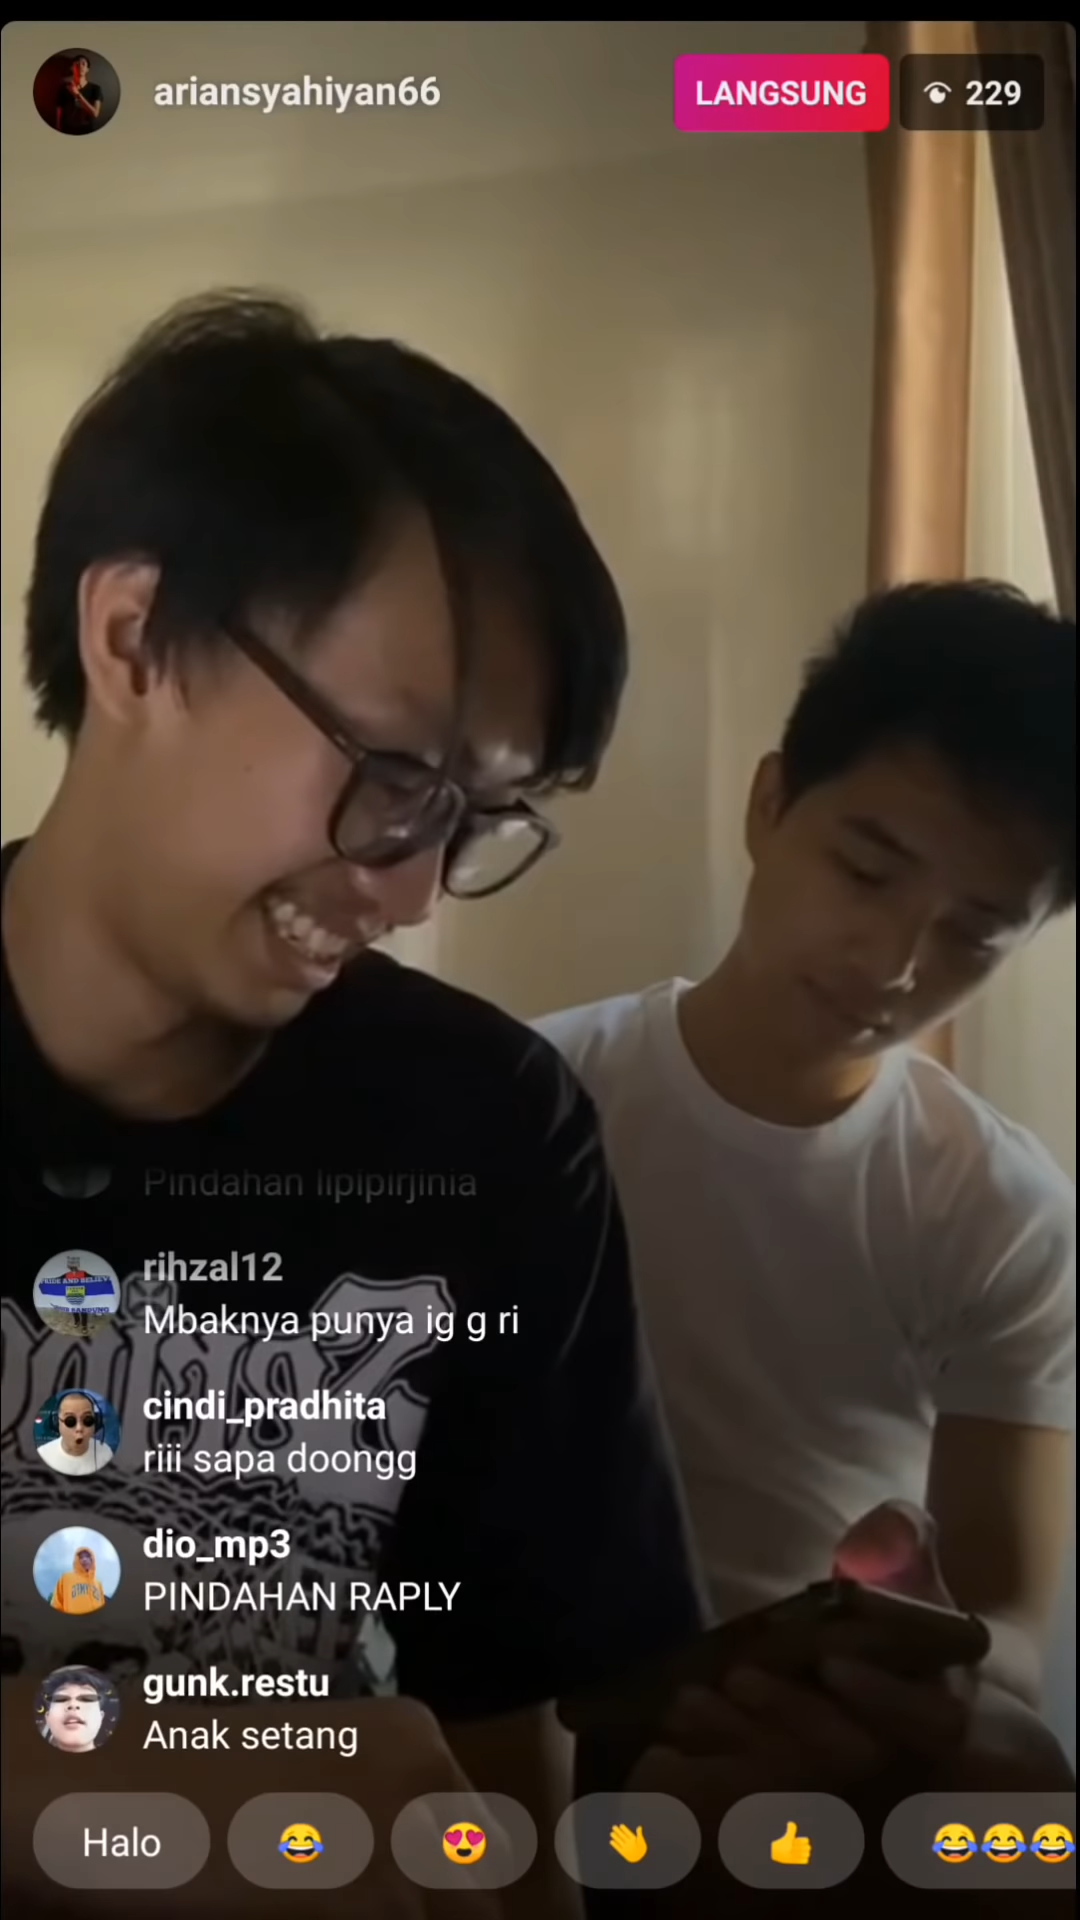 ariansyahiyan66
LANGSUNG
229
Pindahan lipipirjinia
rihzal12
Mbaknya punya ig g ri
cindi_pradhita
riii sapa doongg
dio_mp3
PINDAHAN RAPLY
gunk.restu
Anak setang
Halo